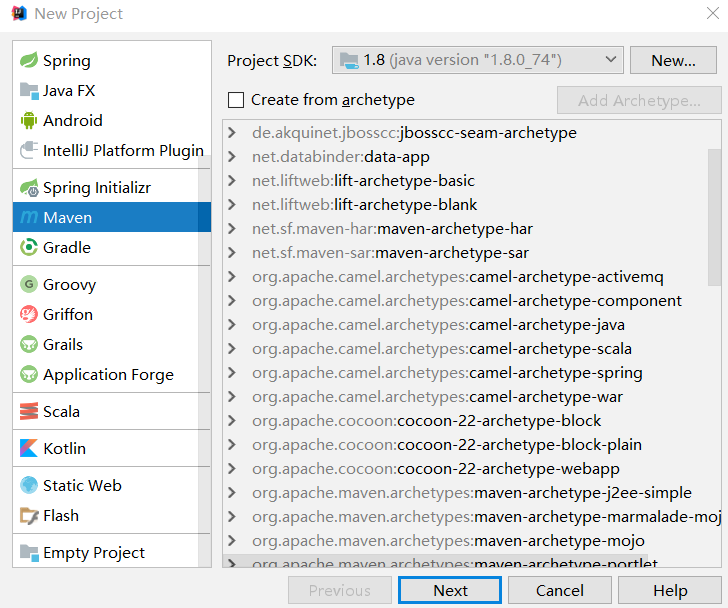 New Project
Spring
Java FX
Android
IntelliJ Platform Plugin
Spring Initializr
Maven
Gradle
Groovy
Griffon
Grails
Application Forge
Scala
Kotlin
Static Web
Flash
Empty Project
Project SDK: 1.8 (java version "1.8.0_74") New...
Create from archetype Add Archetype...
de.akquinet.jbosscc:jbosscc-seam-archetype
net.databinder:data-app
net.liftweb:lift-archetype-basic
net.liftweb:lift-archetype-blank
net.sf.maven-har:maven-archetype-har
net.sf.maven-sar:maven-archetype-sar
org.apache.camel.archetypes:camel-archetype-activemq
org.apache.camel.archetypes:camel-archetype-component
org.apache.camel.archetypes:camel-archetype-java
org.apache.camel.archetypes:camel-archetype-scala
org.apache.camel.archetypes:camel-archetype-spring
org.apache.camel.archetypes:camel-archetype-war
org.apache.cocoon:cocoon-22-archetype-block
org.apache.cocoon:cocoon-22-archetype-block-plain
org.apache.cocoon:cocoon-22-archetype-webapp
org.apache.maven.archetypes:maven-archetype-j2ee-simple
org.apache.maven.archetypes:maven-archetype-marmalade-moj
org.apache.maven.archetypes:maven-archetype-mojo
org.apache.maven.archetypes:maven-archetype-portlet
Previous Next Cancel Help